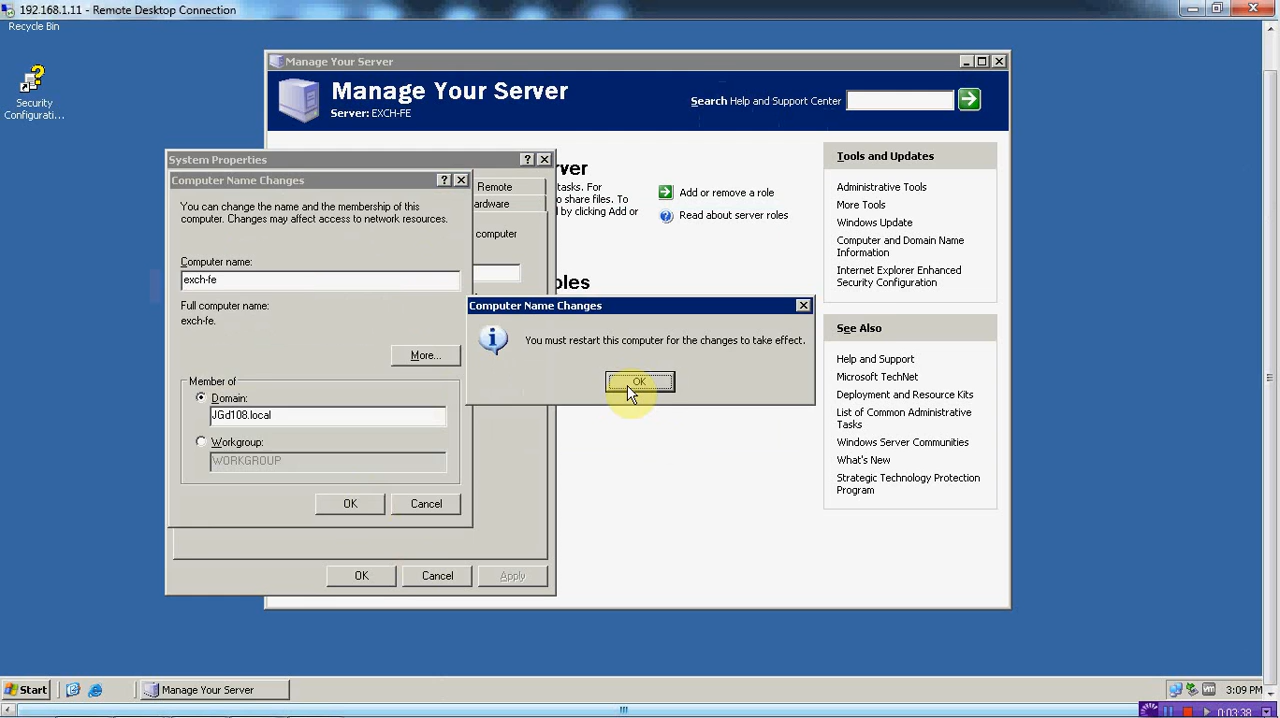 192.168.1.11 - Remote Desktop Connection
Recycle Bin
Security
Configurati...
Manage Your Server
Manage Your Server
Server: EXCH-FE
Search Help and Support Center
System Properties
Computer Name Changes
You can change the name and the membership of this
computer. Changes may affect access to network resources.
Computer name:
exch-fe
Full computer name:
exch-fe.
More...
Member of
Domain:
JGd108.local
Workgroup:
WORKGROUP
OK
Cancel
Remote
ardware
computer
OK
Cancel
Apply
rver
tasks. For
to share files. To
d by clicking Add or
Add or remove a role
Read about server roles
oles
Computer Name Changes
You must restart this computer for the changes to take effect.
OK
Tools and Updates
Administrative Tools
More Tools
Windows Update
Computer and Domain Name
Information
Internet Explorer Enhanced
Security Configuration
See Also
Help and Support
Microsoft TechNet
Deployment and Resource Kits
List of Common Administrative
Tasks
Windows Server Communities
What's New
Strategic Technology Protection
Program
Start
Manage Your Server
3:09 PM
0:03:38